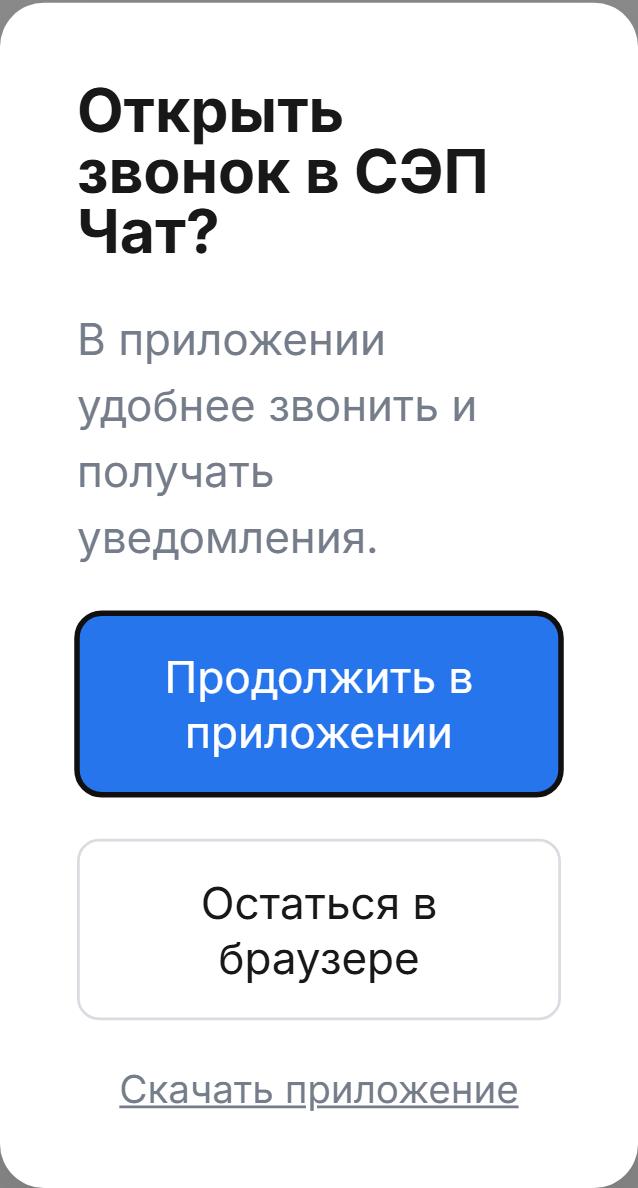 Открыть
звонок в СЭП
Чат?
В приложении
удобнее звонить и
получать
уведомления.
Продолжить в
приложении
Остаться в
браузере
Скачать приложение